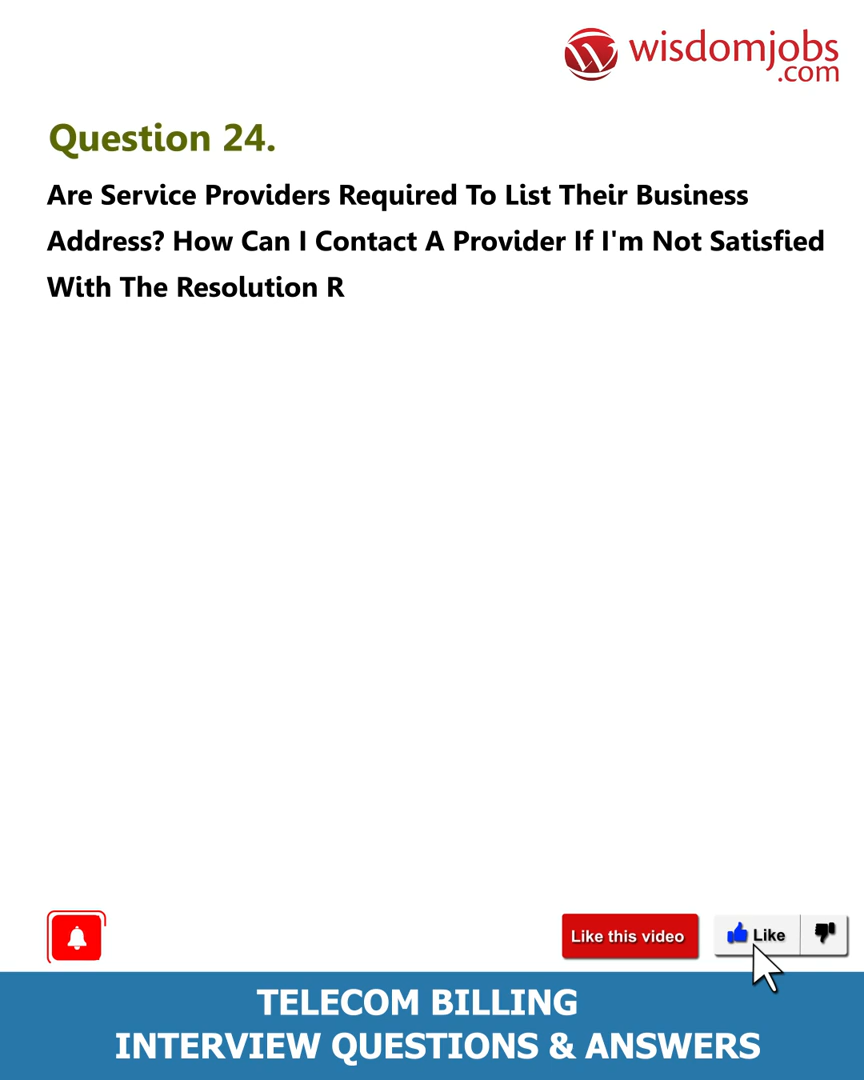 wisdomjobs
.com
Question 24.
Are Service Providers Required To List Their Business
Address? How Can I Contact A Provider If I'm Not Satisfied
With The Resolution R
Like this video
Like
TELECOM BILLING
INTERVIEW QUESTIONS & ANSWERS